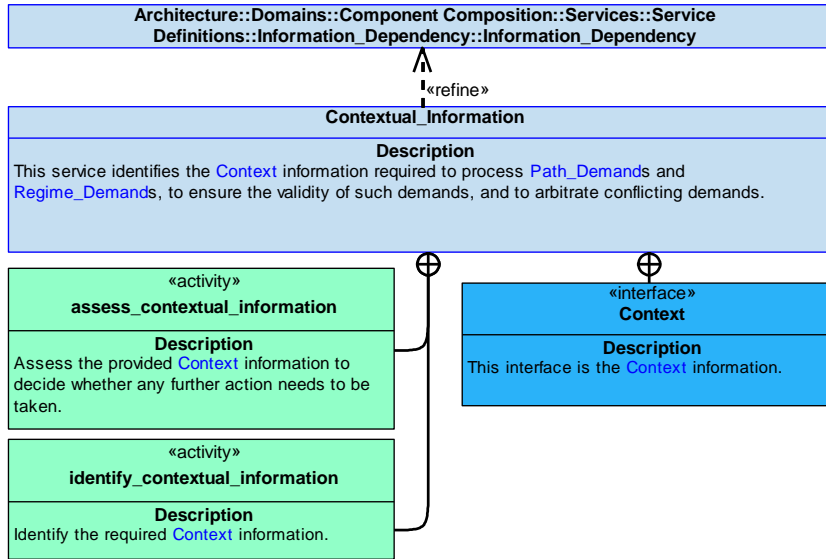 Architecture::Domains::Component Composition::Services::Service
Definitions::Information_Dependency::Information_Dependency
«refine»
Contextual_Information
Description
This service identifies the Context information required to process Path_Demands and
Regime_Demands, to ensure the validity of such demands, and to arbitrate conflicting demands.
«activity»
assess_contextual_information
Description
Assess the provided Context information to
decide whether any further action needs to be
taken.
«interface»
Context
Description
This interface is the Context information.
«activity»
identify_contextual_information
Description
Identify the required Context information.